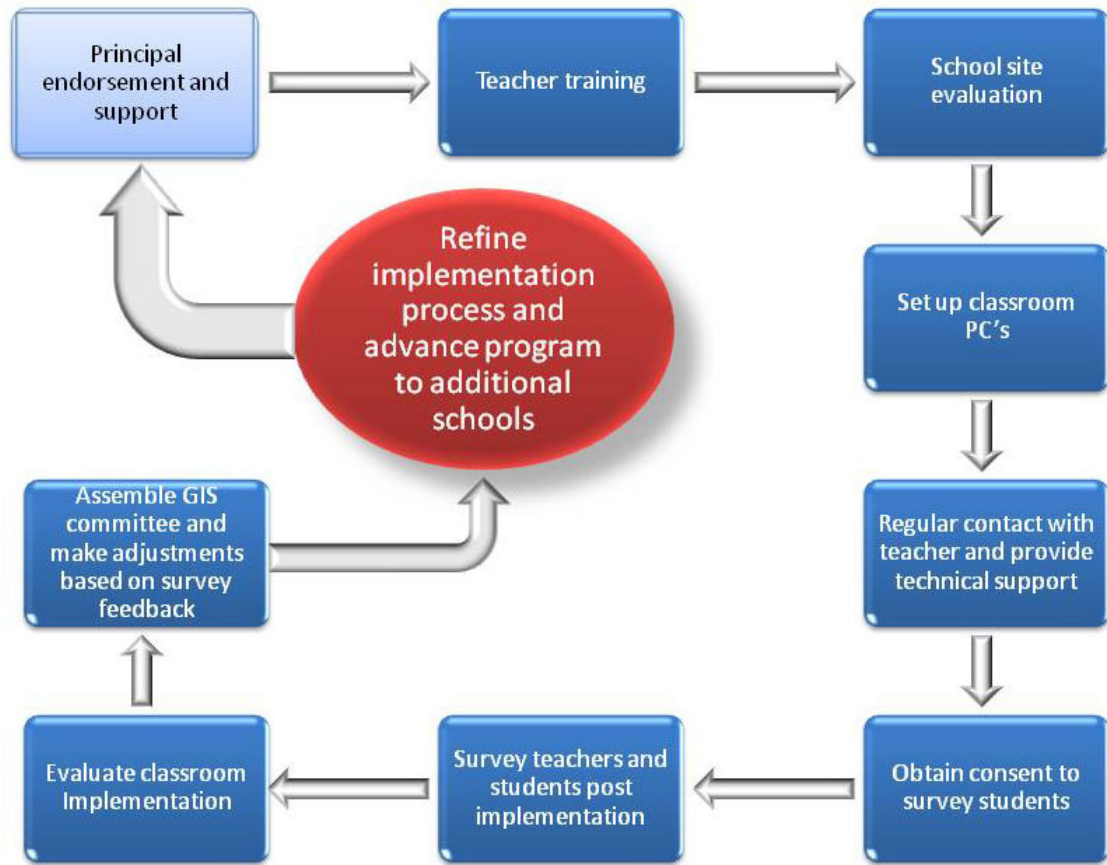 Principal
endorsement and
support
Teacher training
School site
evaluation
Set up classroom
PC's
Regular contact with
teacher and provide
technical support
Obtain consent to
survey students
Survey teachers and
students post
implementation
Evaluate classroom
Implementation
Assemble GIS
committee and
make adjustments
based on survey
feedback
Refine
implementation
process and
advance program
to additional
schools